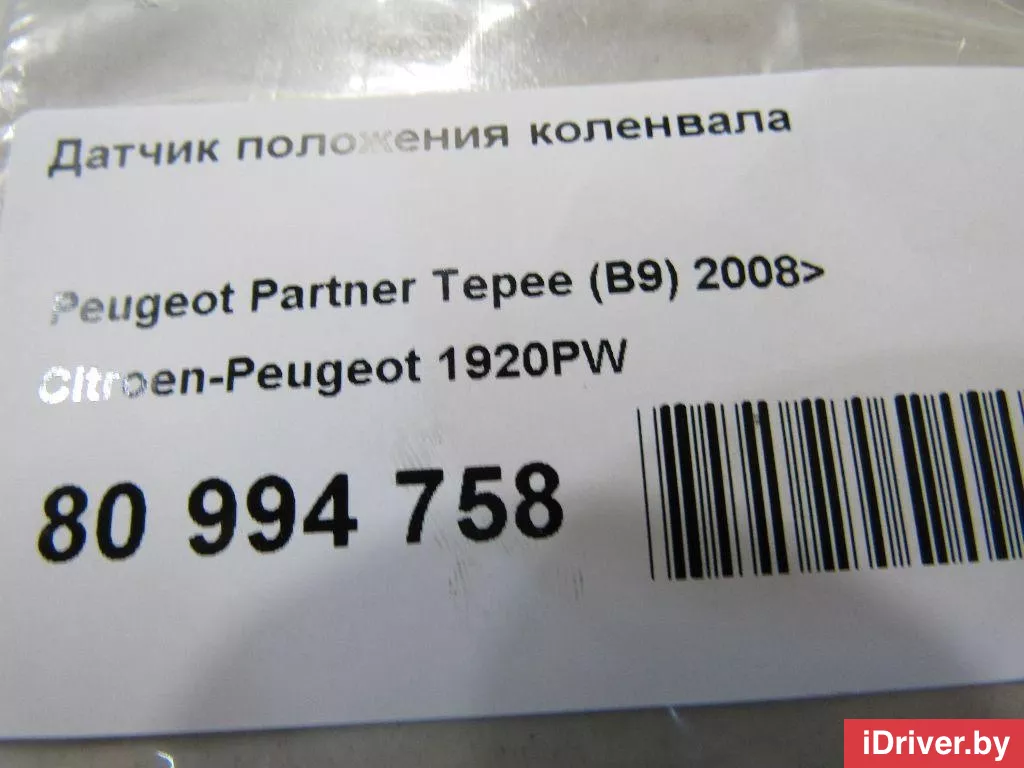 Датчик положения коленвала
Peugeot Partner Tepee (B9) 2008>
Citroen-Peugeot 1920PW
80 994 758
iDriver.by